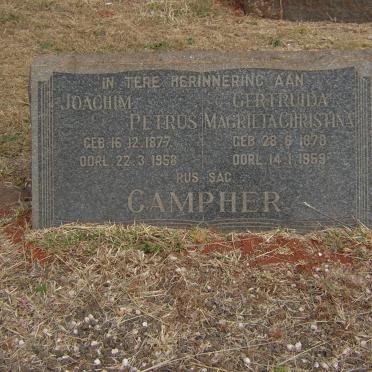 IN TERE HERINNERING AAN
JOACHIM
PETRUS
GEB. 16.12.1877
OORL. 22.3.1958
GERTRUIDA
MAGRIETA CHRISTINA
GEB. 28.6.1878
OORL. 14.1.1959
RUS SAG
CAMPHER